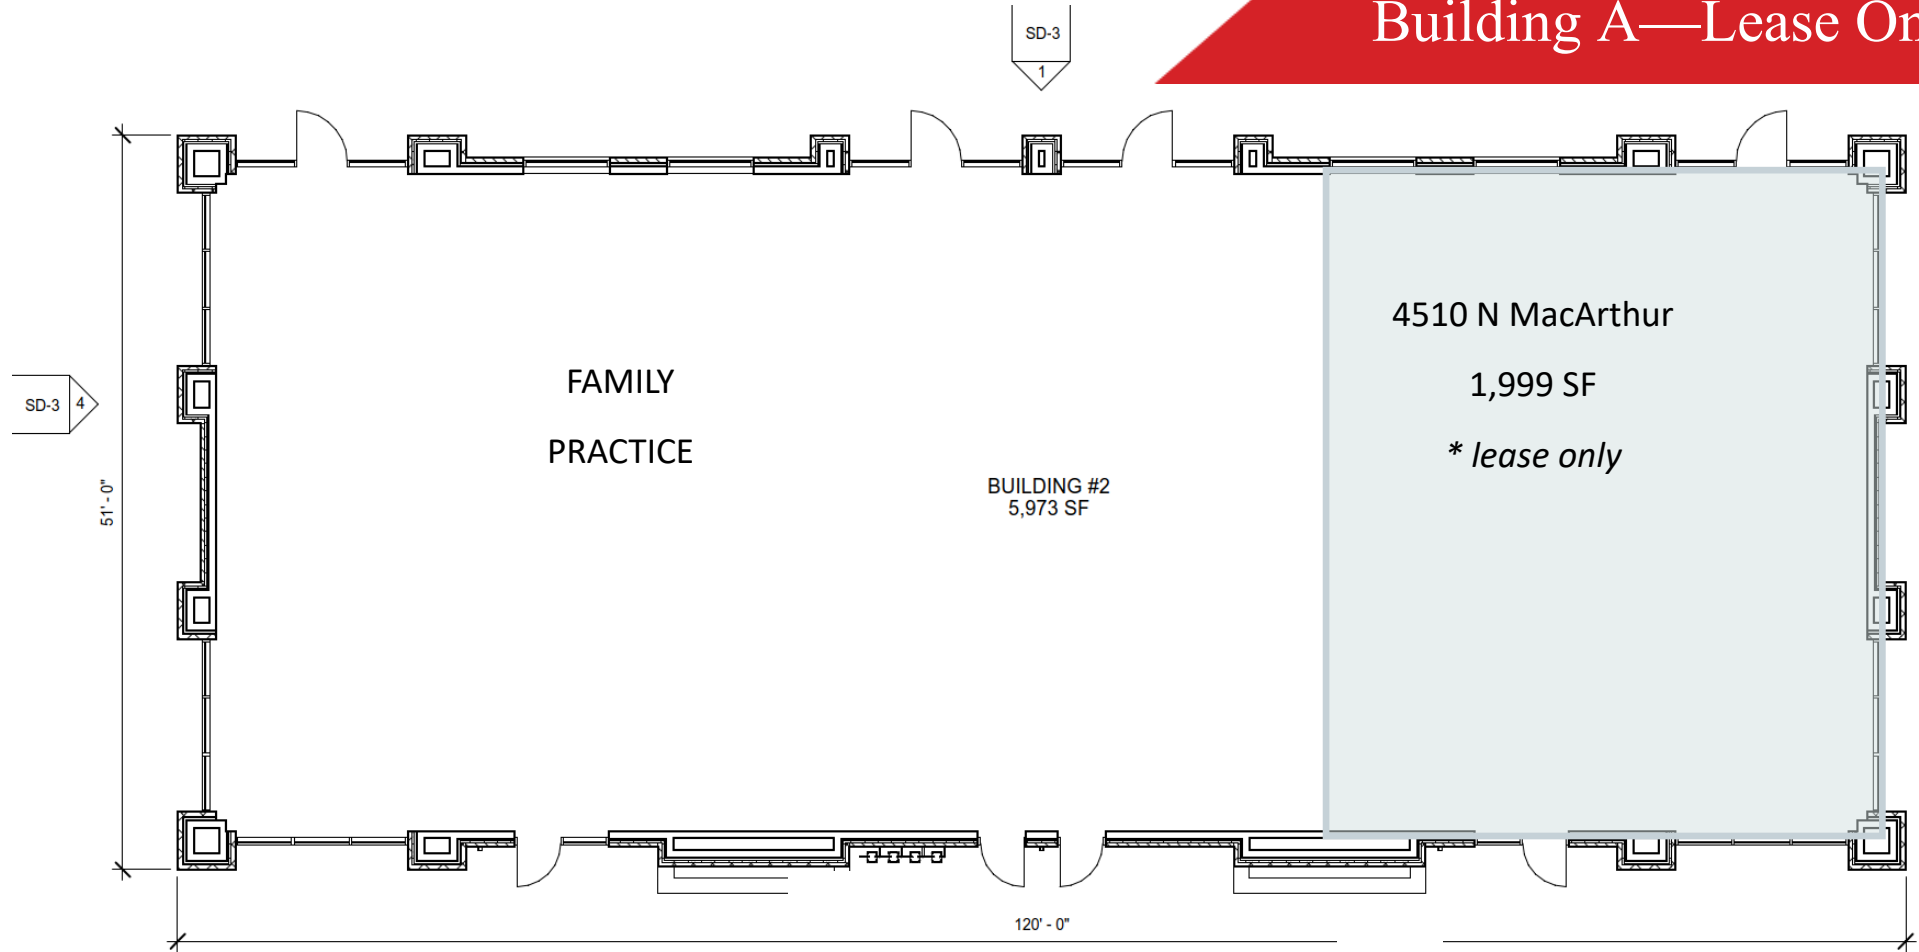 Building A—Lease On
SD-3
1
4510 N MacArthur
1,999 SF
* lease only
FAMILY
PRACTICE
SD-3 4
BUILDING #2
5,973 SF
51' - 0"
120' - 0"